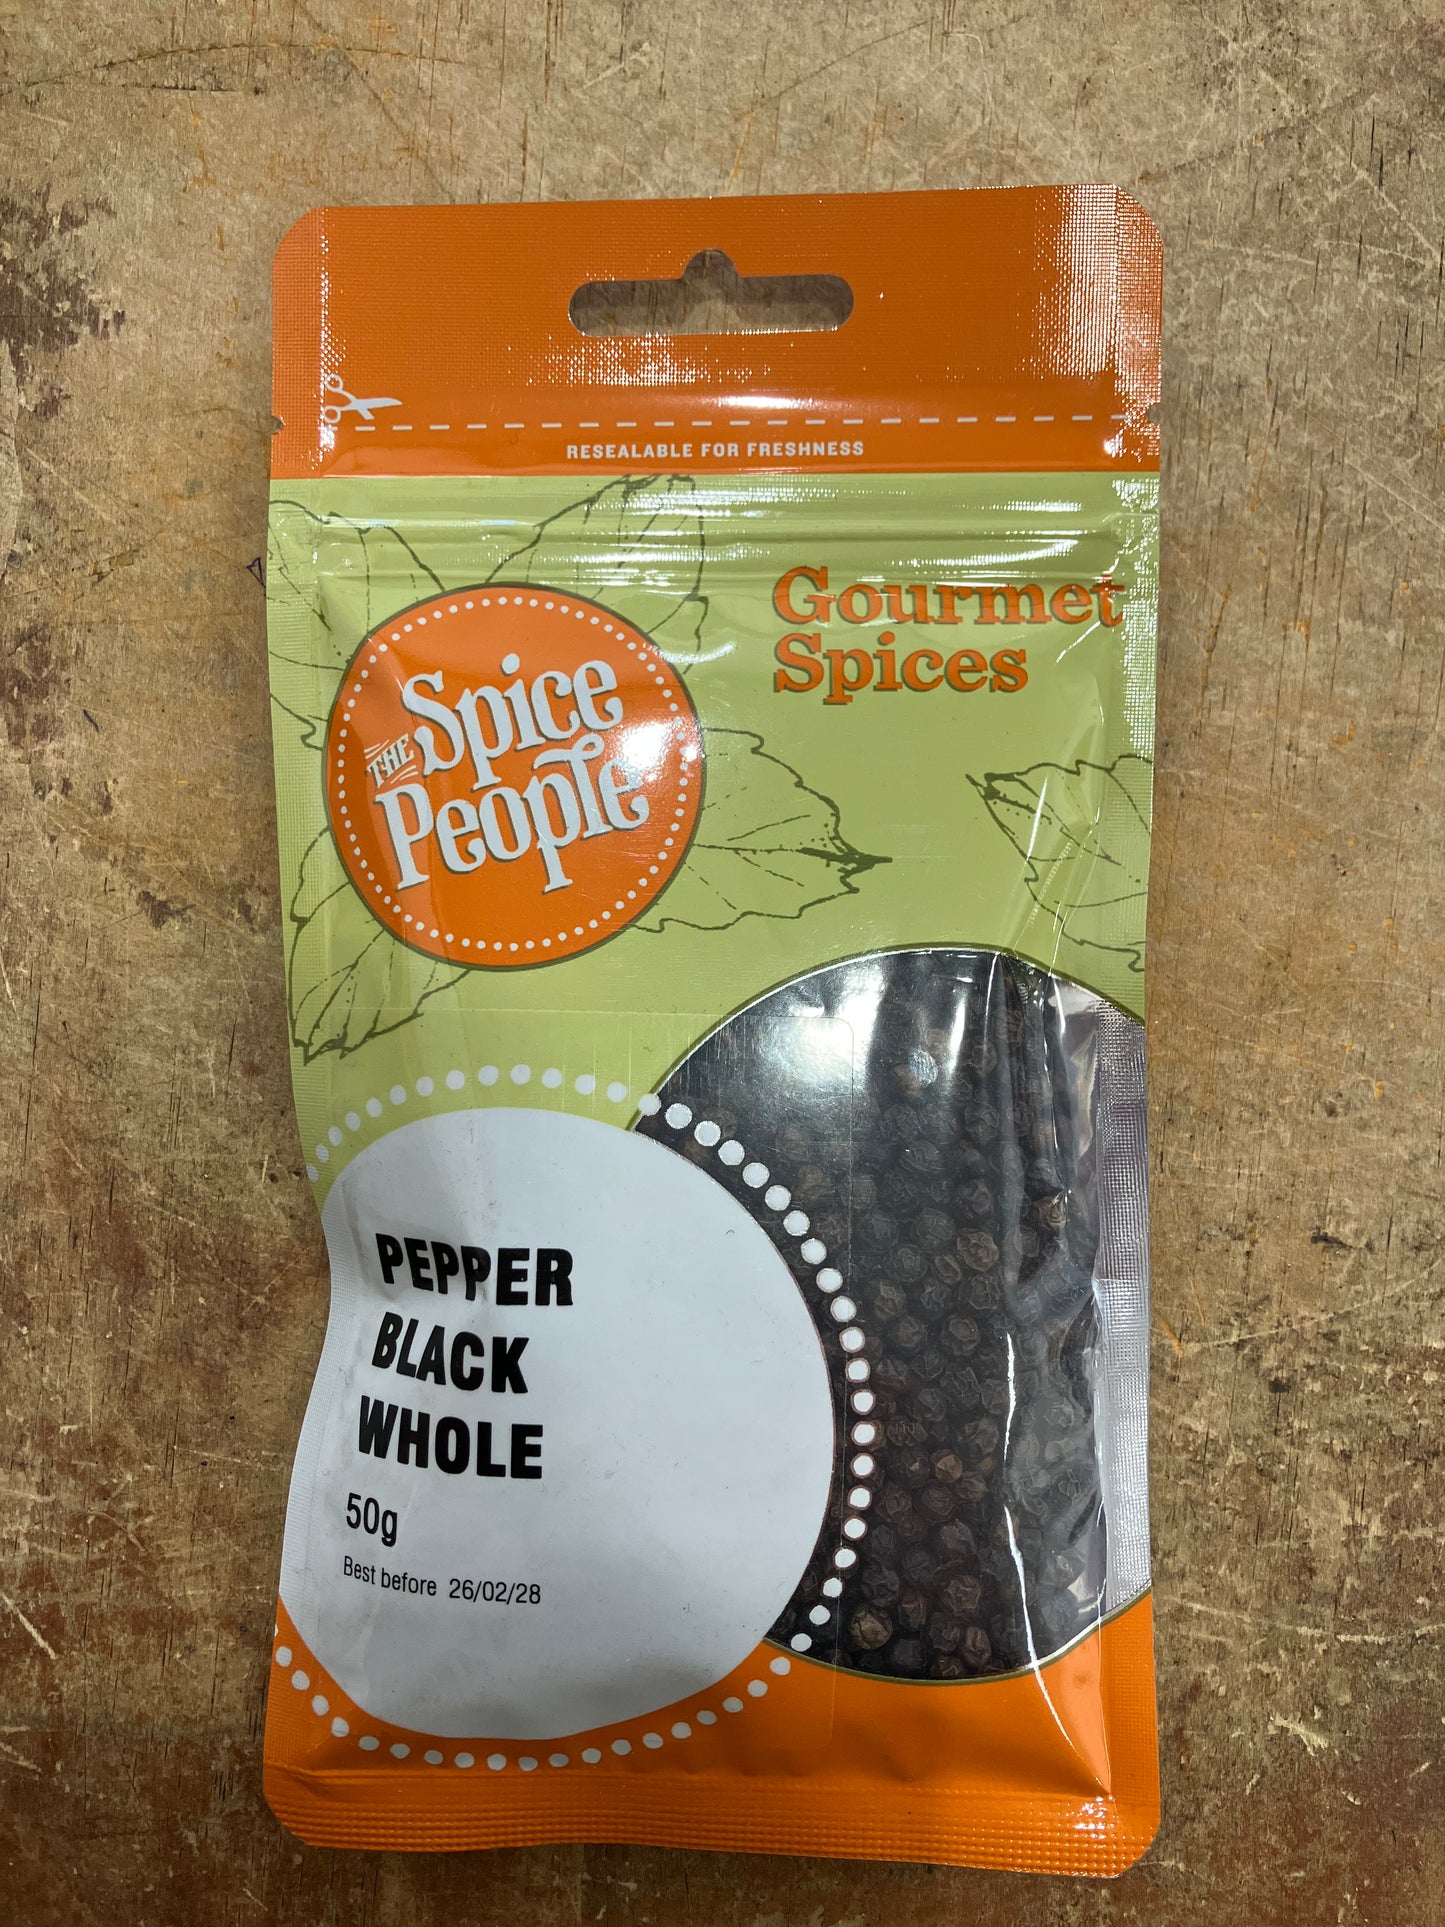 RESEALABLE FOR FRESHNESS
Gourmet
Spices
THE Spice
People
PEPPER
BLACK
WHOLE
50g
Best before 26/02/28